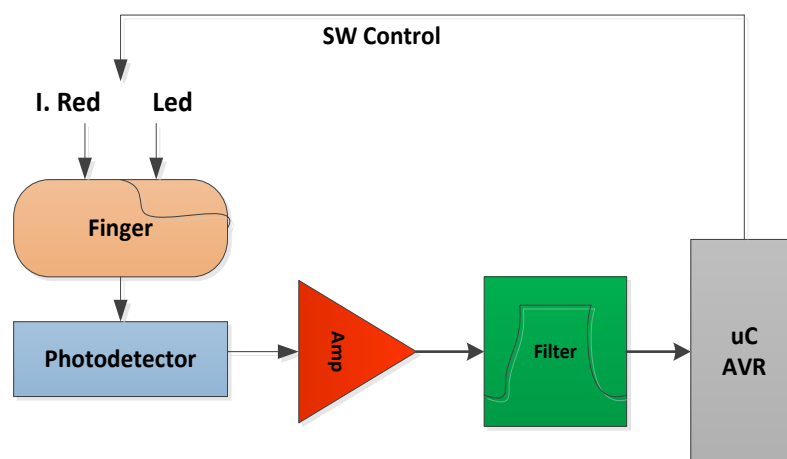 SW Control
I. Red
Led
Finger
Photodetector
Amp
Filter
uC
AVR